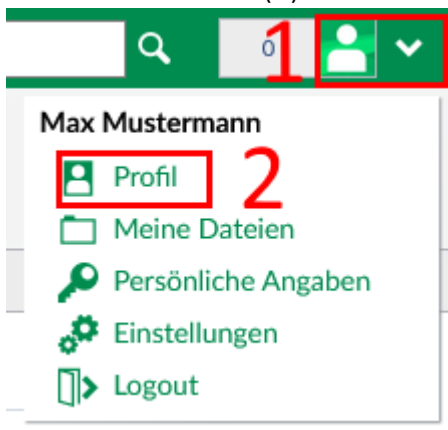 0 1
Max Mustermann
Profil 2
Meine Dateien
Persönliche Angaben
Einstellungen
Logout